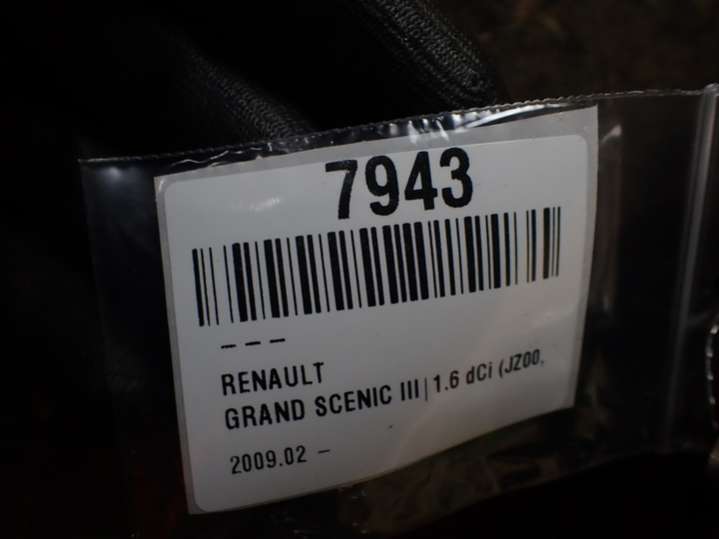 7943
– – –
RENAULT
GRAND SCENIC III|1.6 dCi (JZ00,
2009.02 –